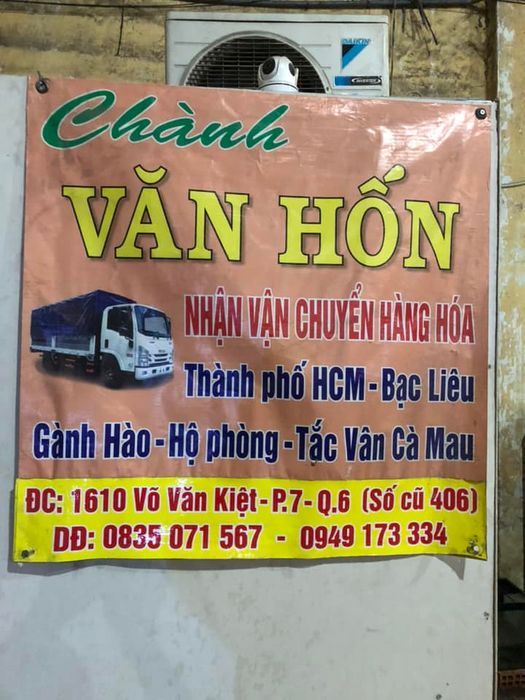 DAIKIN
INVERTER
Chành
VĂN HỐN
NHẬN VẬN CHUYỂN HÀNG HÓA
Thành phố HCM - Bạc Liêu
Gành Hào - Hộ phòng - Tắc Vân Cà Mau
ĐC: 1610 Võ Văn Kiệt - P.7 - Q.6 (Số cũ 406)
DĐ: 0835 071 567 - 0949 173 334